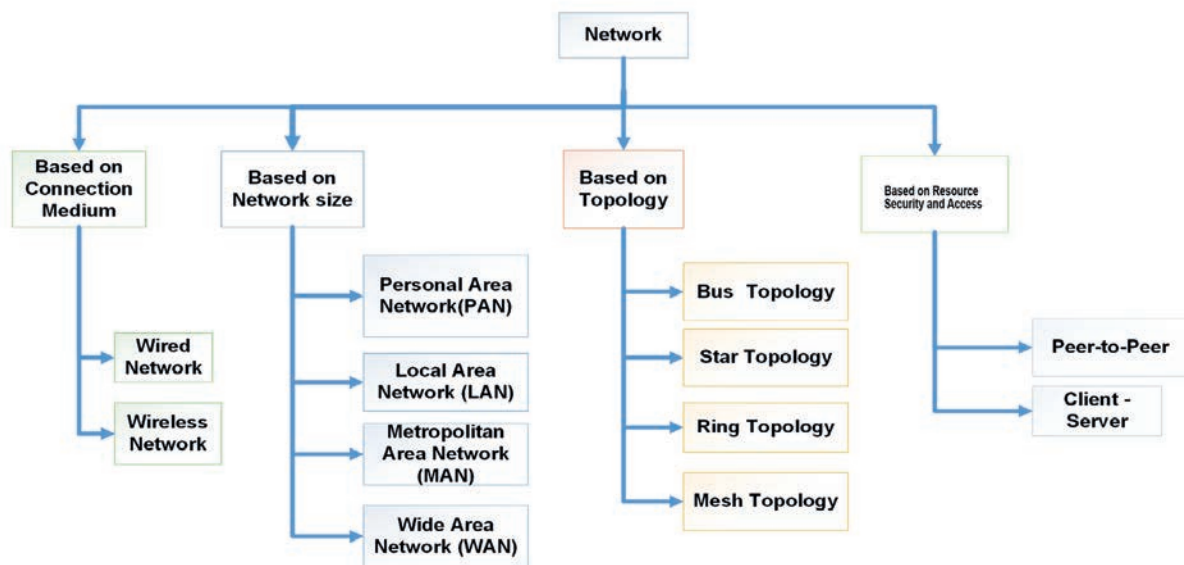 Network
Based on
Connection
Medium
Wired
Network
Wireless
Network
Based on
Network size
Personal Area
Network(PAN)
Local Area
Network (LAN)
Metropolitan
Area Network
(MAN)
Wide Area
Network (WAN)
Based on
Topology
Bus Topology
Star Topology
Ring Topology
Mesh Topology
Based on Resource
Security and Access
Peer-to-Peer
Client -
Server